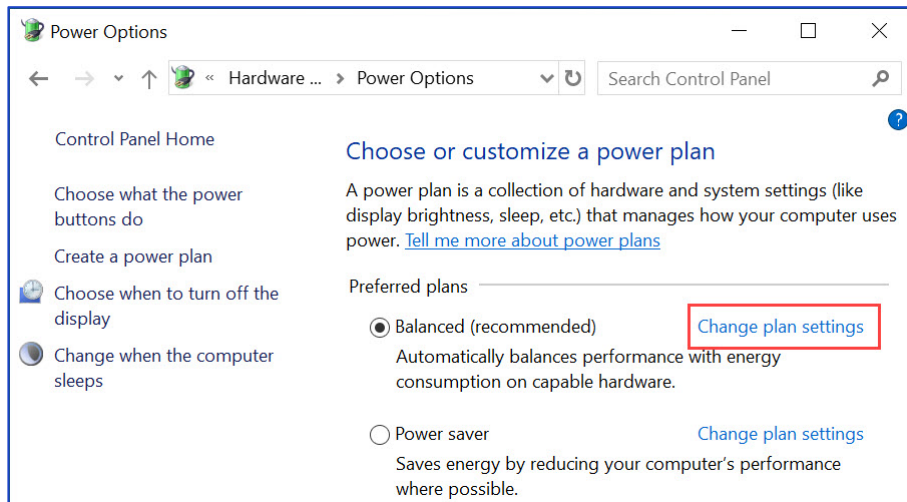 Power Options
« Hardware ... > Power Options
Search Control Panel
?
Control Panel Home
Choose what the power
buttons do
Create a power plan
Choose when to turn off the
display
Change when the computer
sleeps
Choose or customize a power plan
A power plan is a collection of hardware and system settings (like
display brightness, sleep, etc.) that manages how your computer uses
power. Tell me more about power plans
Preferred plans
Balanced (recommended) Change plan settings
Automatically balances performance with energy
consumption on capable hardware.
Power saver Change plan settings
Saves energy by reducing your computer's performance
where possible.